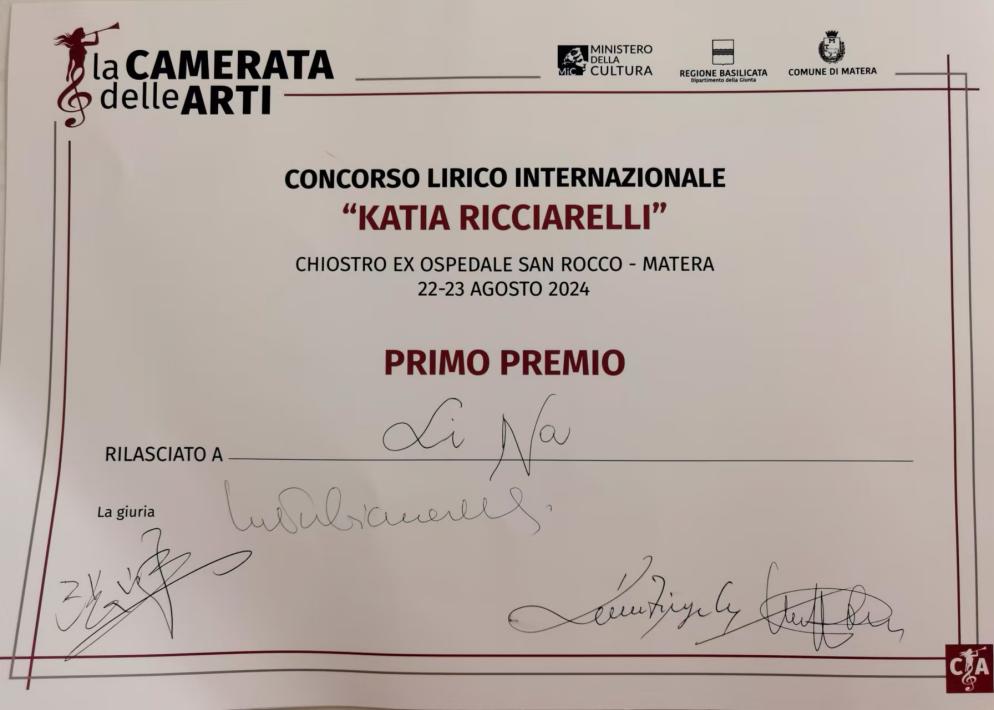 la CAMERATA
delle ARTI
MiC MINISTERO
DELLA
CULTURA
REGIONE BASILICATA
Dipartimento della Giunta
COMUNE DI MATERA
CONCORSO LIRICO INTERNAZIONALE
“KATIA RICCIARELLI”
CHIOSTRO EX OSPEDALE SAN ROCCO - MATERA
22-23 AGOSTO 2024
PRIMO PREMIO
RILASCIATO A Li Na
La giuria
C A